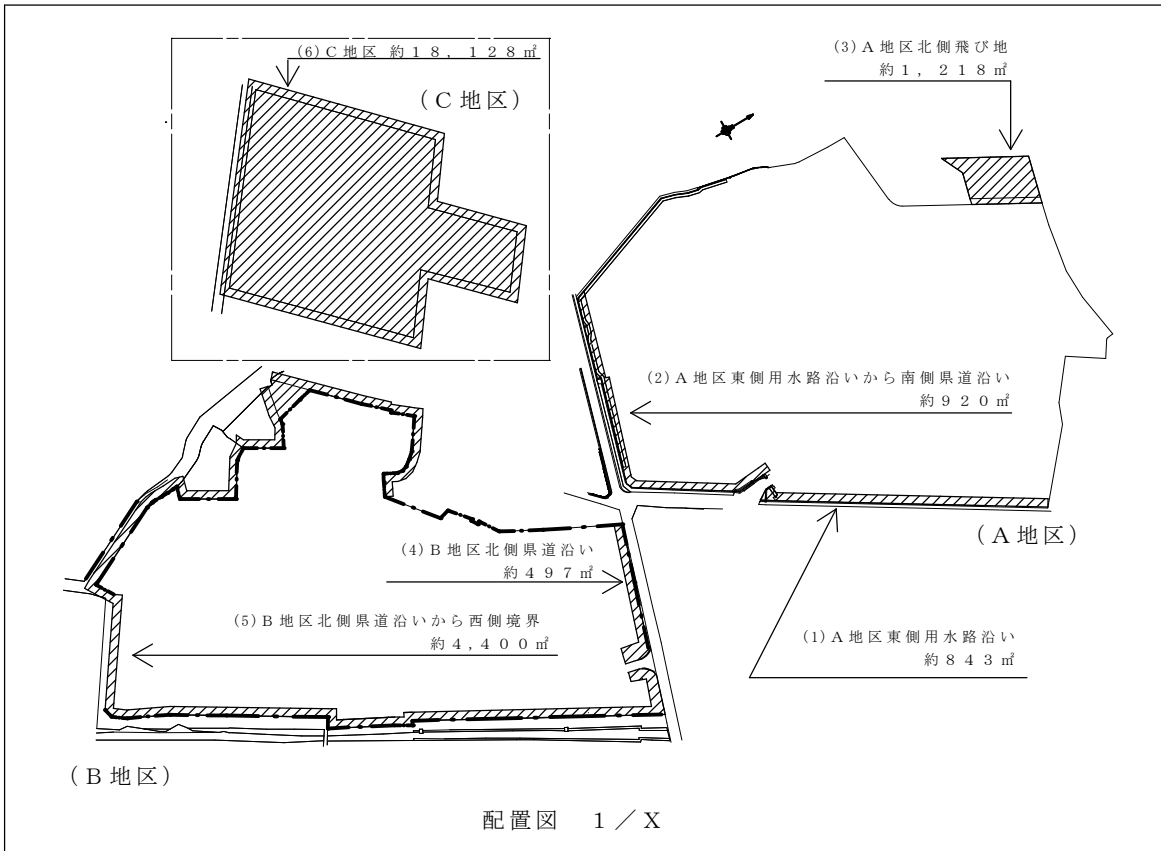 (6)C地区 約18,128㎡
(C地区)
(3)A地区北側飛び地
約1,218㎡
(2)A地区東側用水路沿いから南側県道沿い
約920㎡
(A地区)
(4)B地区北側県道沿い
約497㎡
(5)B地区北側県道沿いから西側境界
約4,400㎡
(1)A地区東側用水路沿い
約843㎡
(B地区)
配置図 1/X